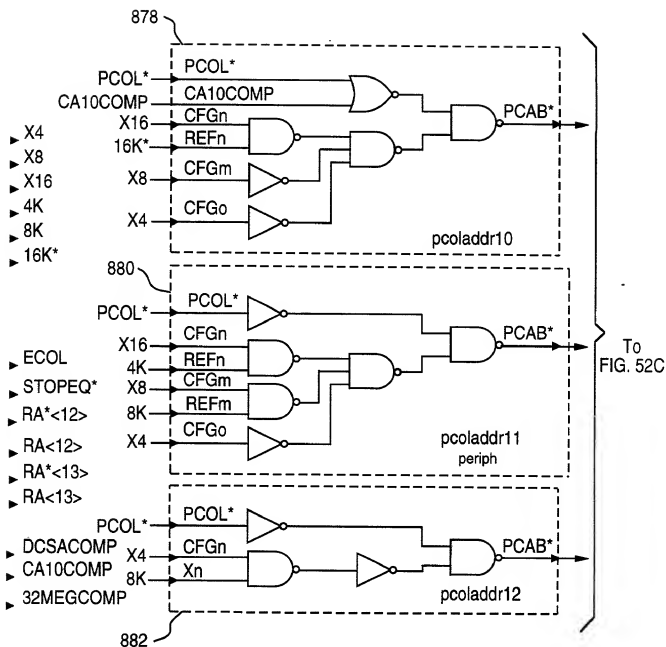 878
PCOL* PCOL*
CA10COMP CA10COMP
X16 CFGn
16K* REFn
X8 CFGm
X4 CFGo
PCAB*
pcoladdr10
X4
X8
X16
4K
8K
16K*
880
PCOL* PCOL*
X16 CFGn
4K REFn
X8 CFGm
8K REFm
X4 CFGo
PCAB*
pcoladdr11
periph
To
FIG. 52C
ECOL
STOPEQ*
RA*<12>
RA<12>
RA*<13>
RA<13>
PCOL* PCOL*
X4 CFGn
8K Xn
PCAB*
pcoladdr12
DCSACOMP
CA10COMP
32MEGCOMP
882